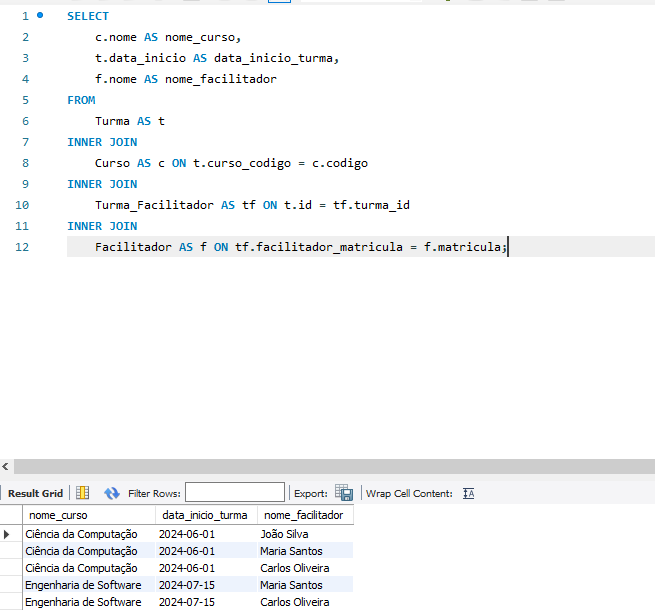 1 SELECT
2 c.nome AS nome_curso,
3 t.data_inicio AS data_inicio_turma,
4 f.nome AS nome_facilitador
5 FROM
6 Turma AS t
7 INNER JOIN
8 Curso AS c ON t.curso_codigo = c.codigo
9 INNER JOIN
10 Turma_Facilitador AS tf ON t.id = tf.turma_id
11 INNER JOIN
12 Facilitador AS f ON tf.facilitador_matricula = f.matricula;
Result Grid Filter Rows: Export: Wrap Cell Content: IA
nome_curso data_inicio_turma nome_facilitador
Ciência da Computação 2024-06-01 João Silva
Ciência da Computação 2024-06-01 Maria Santos
Ciência da Computação 2024-06-01 Carlos Oliveira
Engenharia de Software 2024-07-15 Maria Santos
Engenharia de Software 2024-07-15 Carlos Oliveira